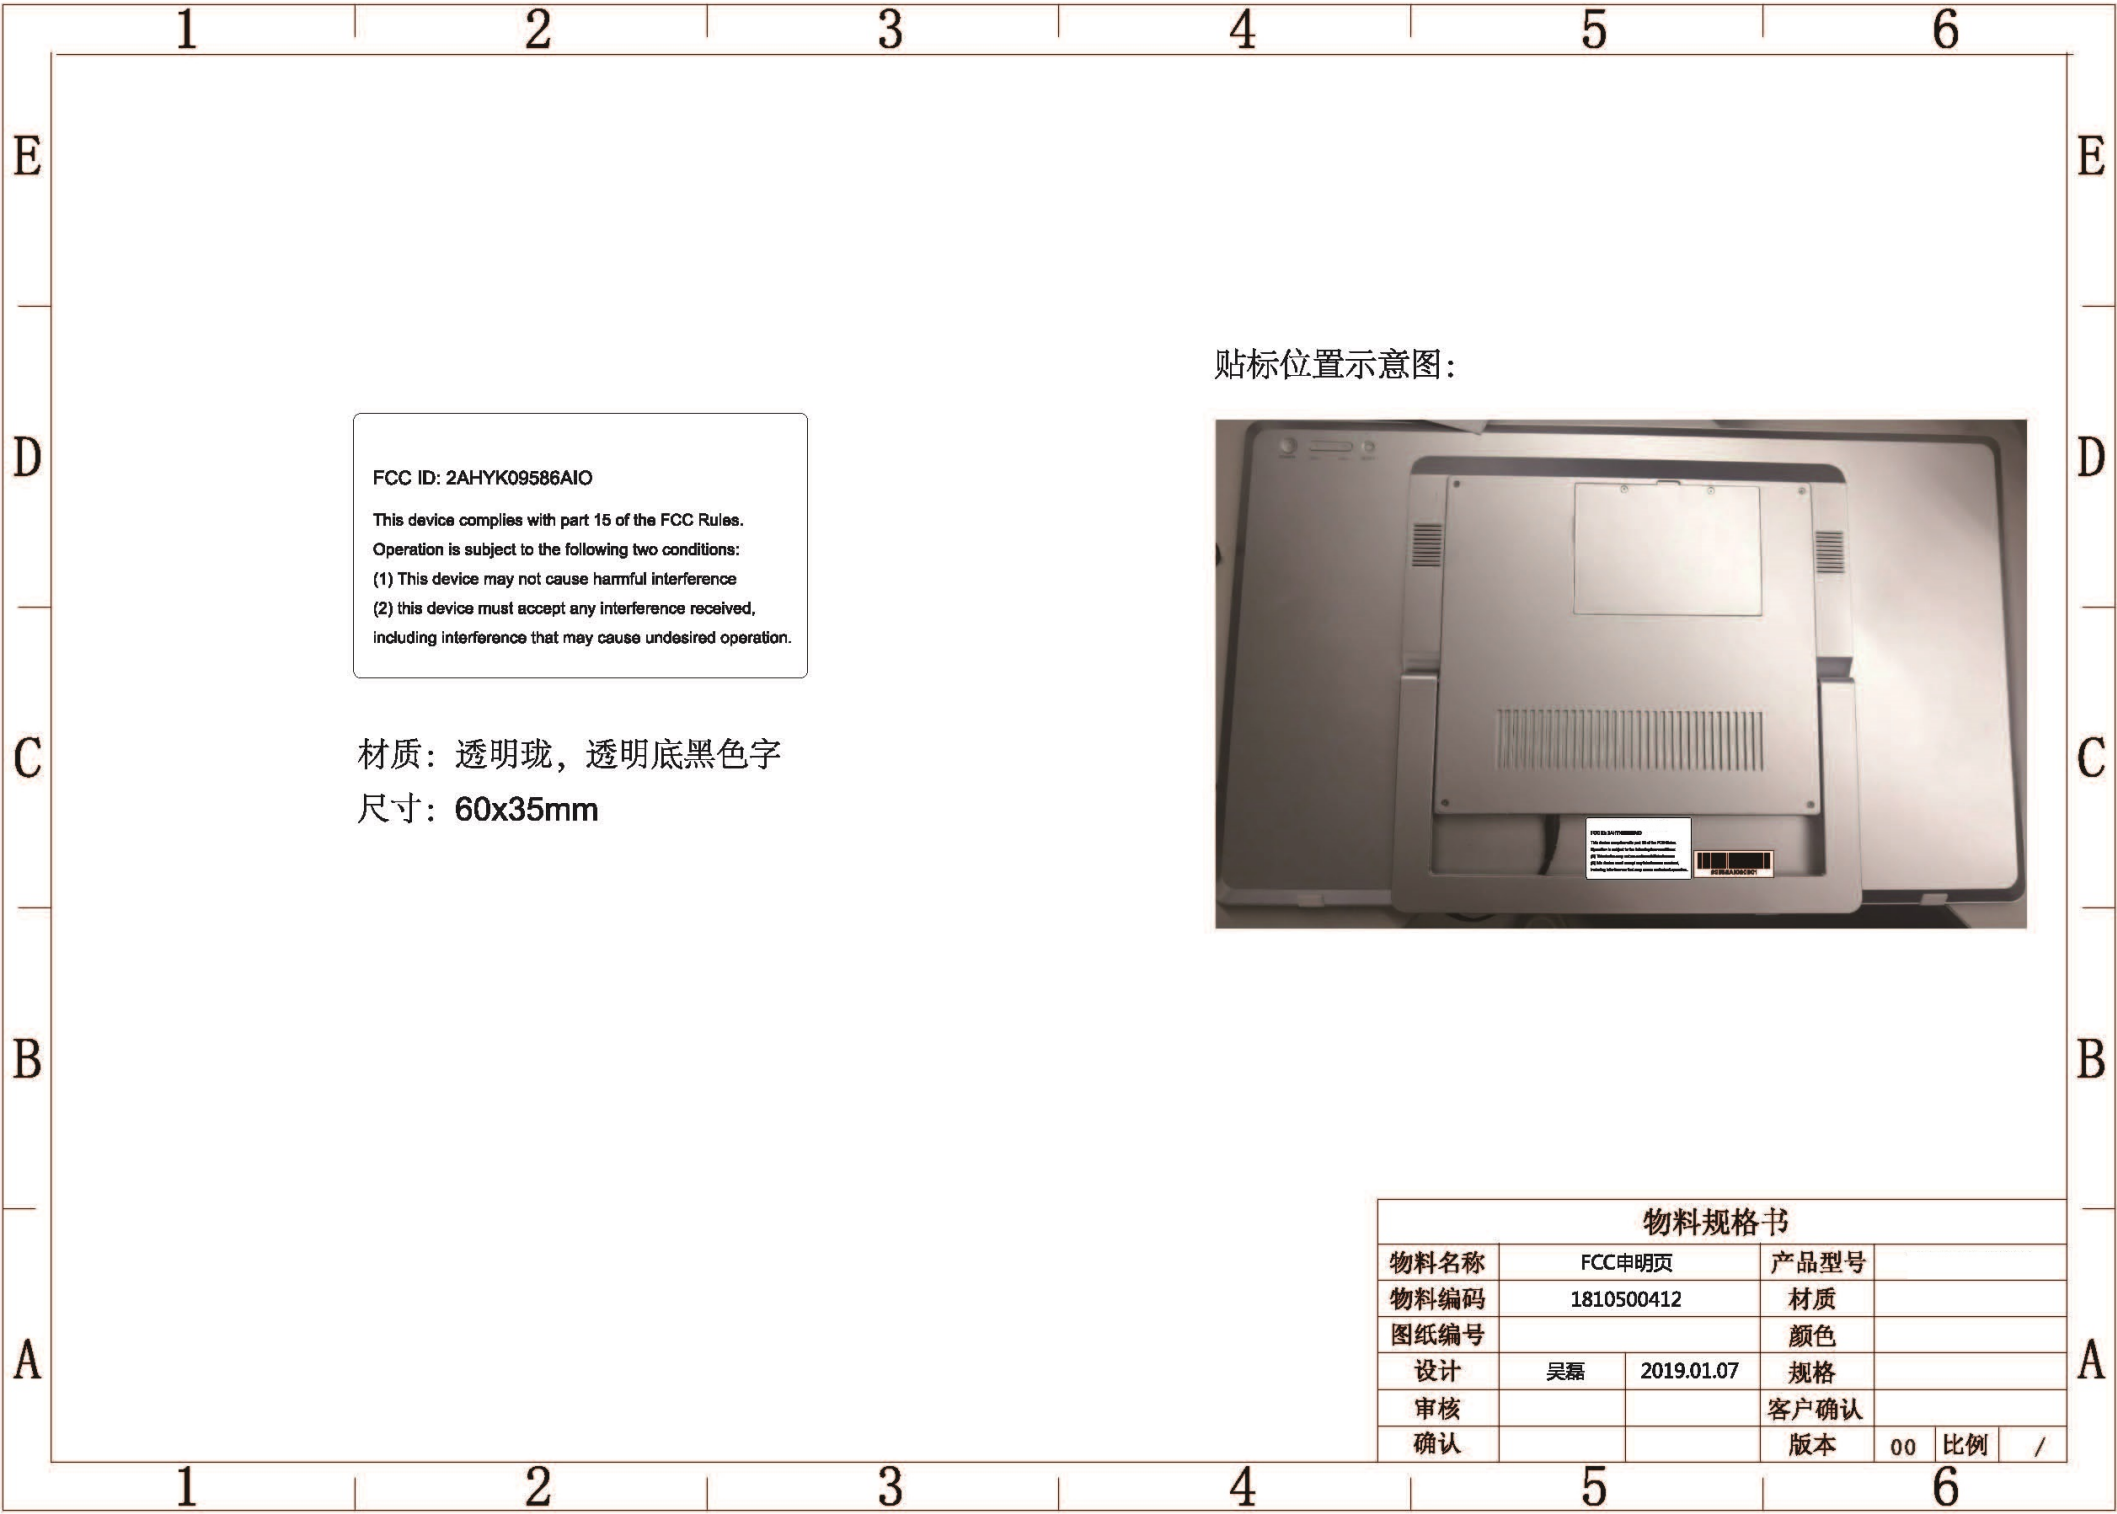 1 2 3 4 5 6
E E
D D
C C
B B
A A
FCC ID: 2AHYK09586AIO
This device complies with part 15 of the FCC Rules.
Operation is subject to the following two conditions:
(1) This device may not cause harmful interference
(2) this device must accept any interference received,
including interference that may cause undesired operation.
材质：透明珑，透明底黑色字
尺寸：60x35mm
贴标位置示意图：
物料规格书
物料名称 FCC申明页 产品型号
物料编码 1810500412 材质
图纸编号 颜色
设计 吴磊 2019.01.07 规格
审核 客户确认
确认 版本 00 比例 /
1 2 3 4 5 6